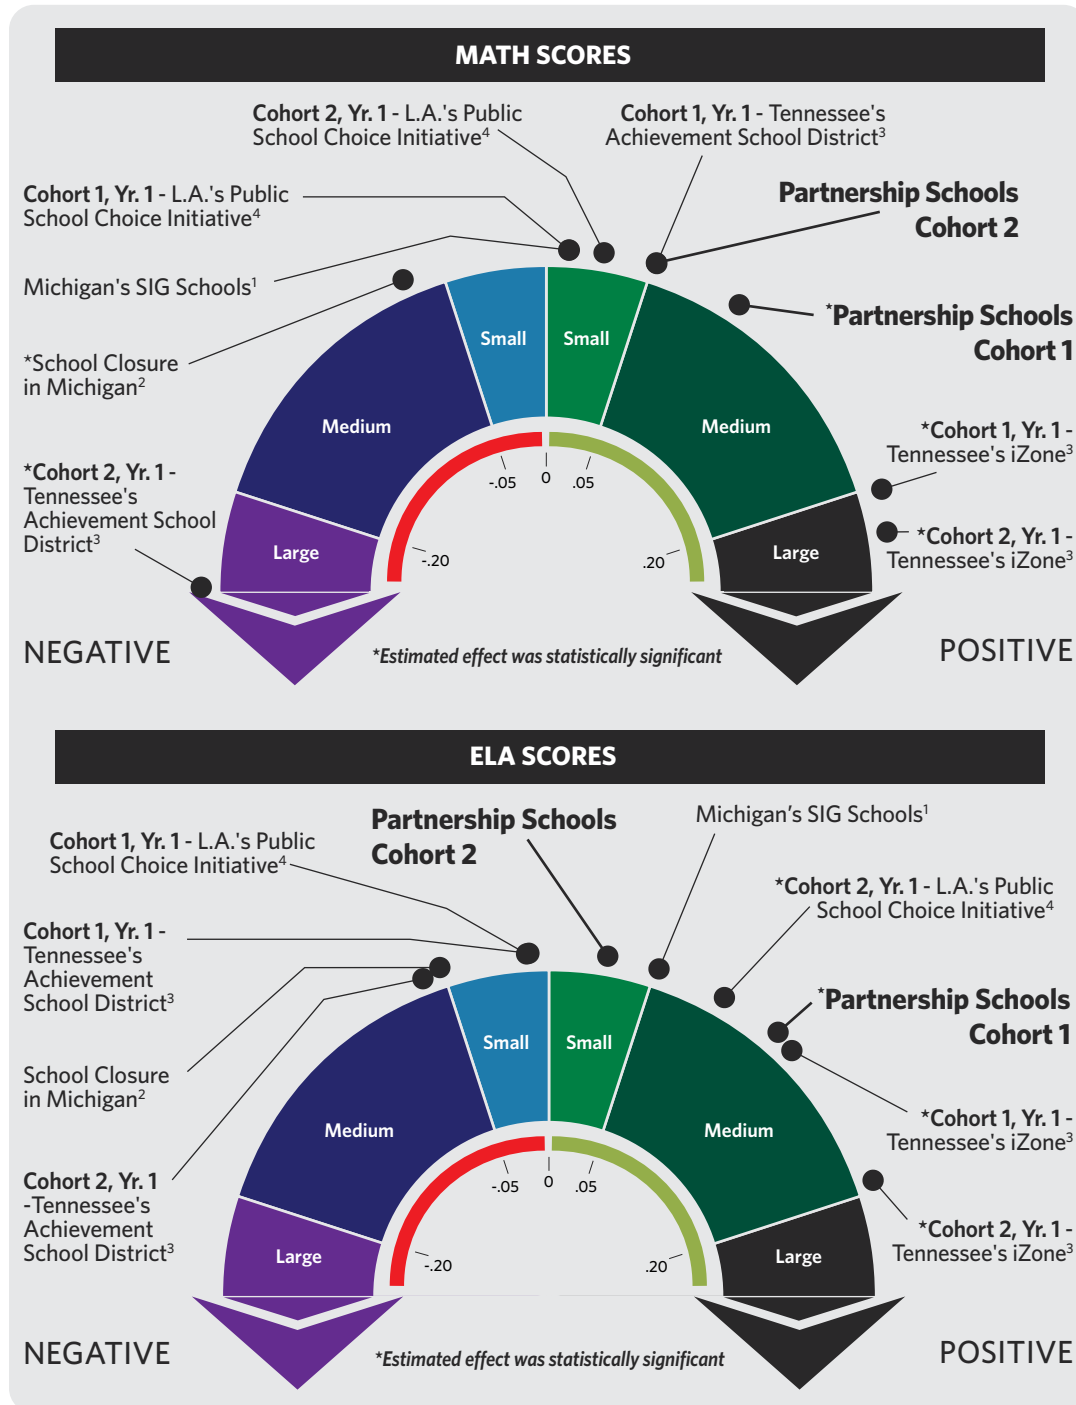 MATH SCORES
Cohort 2, Yr. 1 - L.A.'s Public
School Choice Initiative4
Cohort 1, Yr. 1 - Tennessee's
Achievement School District3
Cohort 1, Yr. 1 - L.A.'s Public
School Choice Initiative4
Partnership Schools
Cohort 2
Michigan's SIG Schools1
*Partnership Schools
Cohort 1
*School Closure
in Michigan2
Small
Small
Medium
Medium
*Cohort 1, Yr. 1 -
Tennessee's iZone3
*Cohort 2, Yr. 1 -
Tennessee's
Achievement School
District3
-.05
0
.05
*Cohort 2, Yr. 1 -
Tennessee's iZone3
Large
-.20
.20
Large
NEGATIVE
*Estimated effect was statistically significant
POSITIVE
ELA SCORES
Cohort 1, Yr. 1 - L.A.'s Public
School Choice Initiative4
Partnership Schools
Cohort 2
Michigan's SIG Schools1
*Cohort 2, Yr. 1 - L.A.'s Public
School Choice Initiative4
Cohort 1, Yr. 1 -
Tennessee's
Achievement
School District3
*Partnership Schools
Cohort 1
School Closure
in Michigan2
Small
Small
Medium
Medium
*Cohort 1, Yr. 1 -
Tennessee's iZone3
Cohort 2, Yr. 1
-Tennessee's
Achievement
School District3
-.05
0
.05
*Cohort 2, Yr. 1 -
Tennessee's iZone3
Large
-.20
.20
Large
NEGATIVE
*Estimated effect was statistically significant
POSITIVE